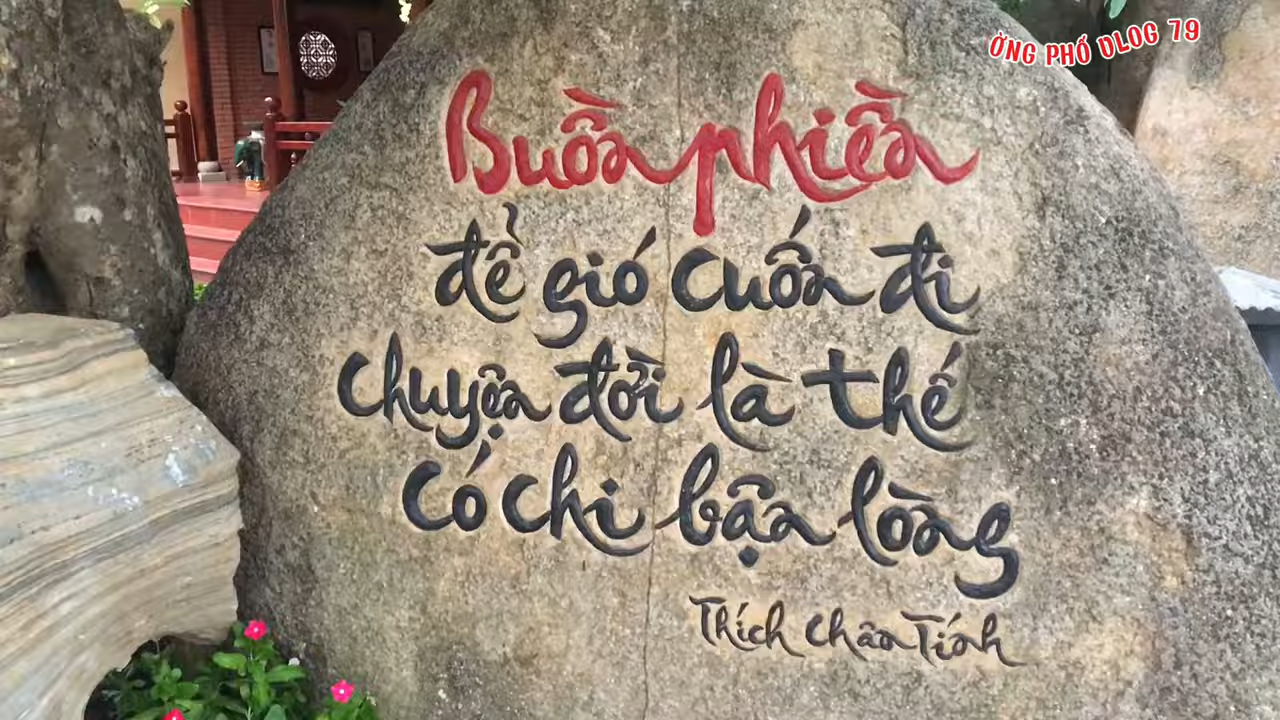 ỜNG PHỐ VLOG 79
Buồn phiền
để gió cuốn đi
chuyện đời là thế
có chi bận lòng
Thích Chân Tính